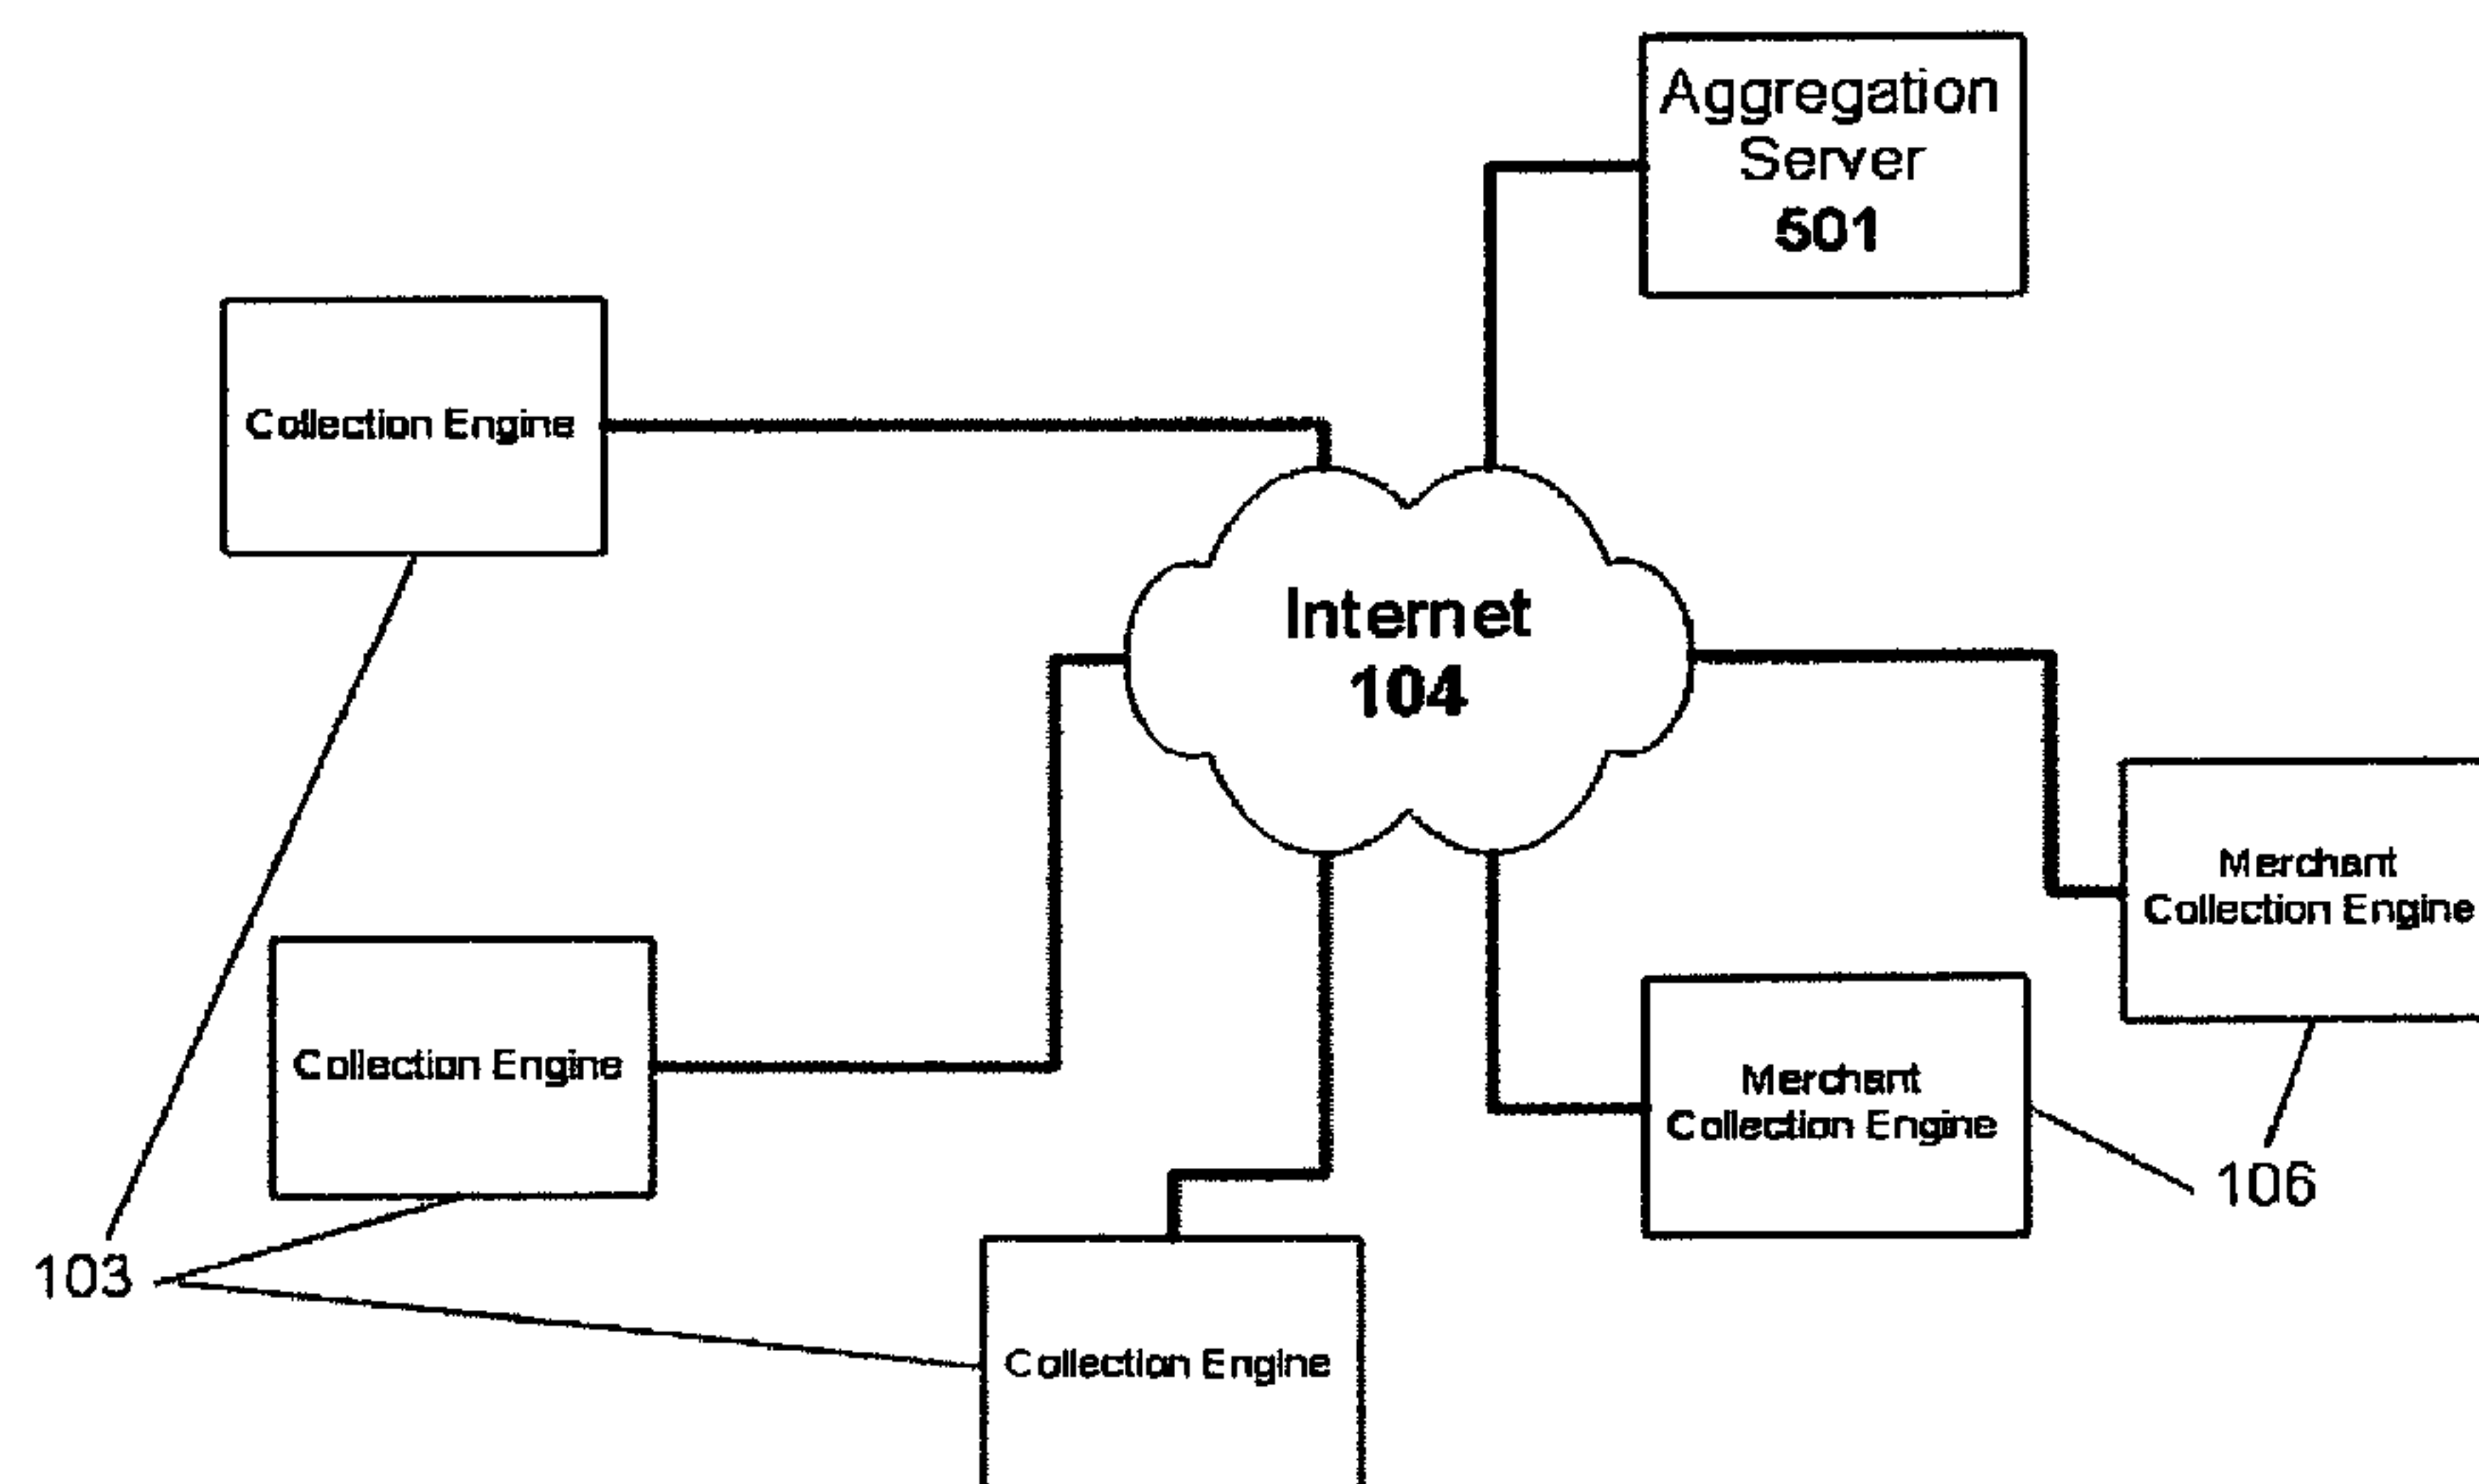 Aggregation
Server
501
Collection Engine
Internet
104
Merchant
Collection Engine
Collection Engine
Merchant
Collection Engine
106
103
Collection Engine